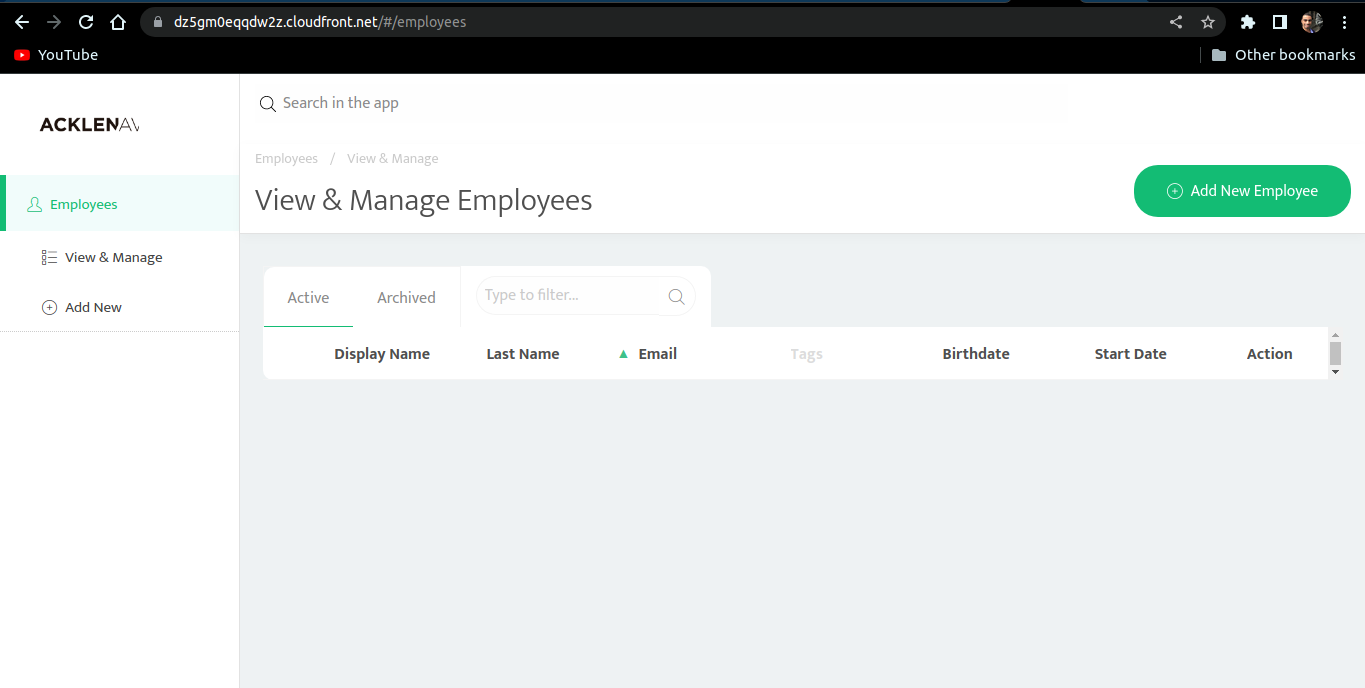 dz5gm0eqqdw2z.cloudfront.net/#/employees
YouTube
Other bookmarks
ACKLENAV
Search in the app
Employees / View & Manage
View & Manage Employees
Add New Employee
Employees
View & Manage
Add New
Active Archived Type to filter...
Display Name Last Name ▲ Email Tags Birthdate Start Date Action